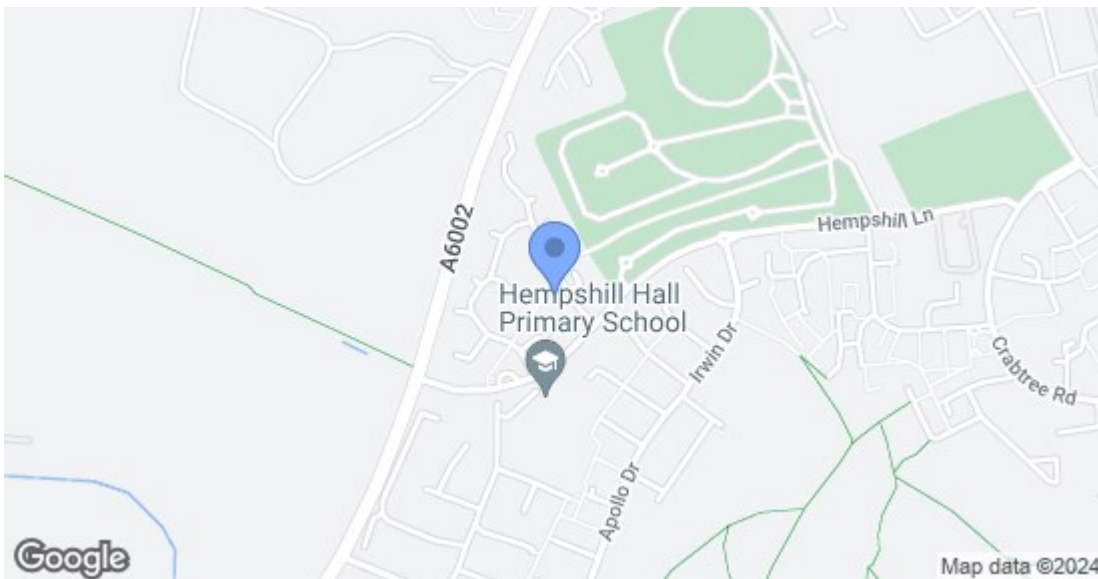 A6002
Hempshill Ln
Hempshill Hall
Primary School
Irwin Dr
Crabtree Rd
Apollo Dr
Google
Map data ©2024